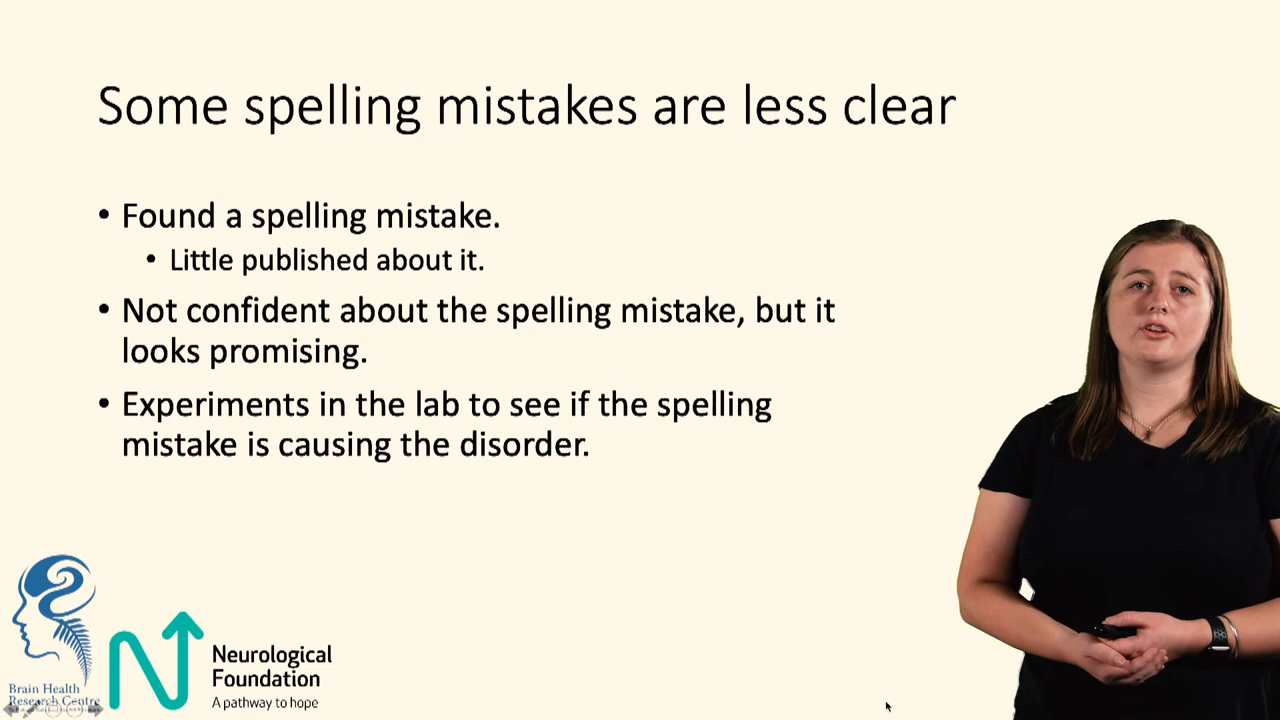 Some spelling mistakes are less clear
• Found a spelling mistake.
• Little published about it.
• Not confident about the spelling mistake, but it
looks promising.
• Experiments in the lab to see if the spelling
mistake is causing the disorder.
Brain Health
Research Centre
Neurological
Foundation
A pathway to hope